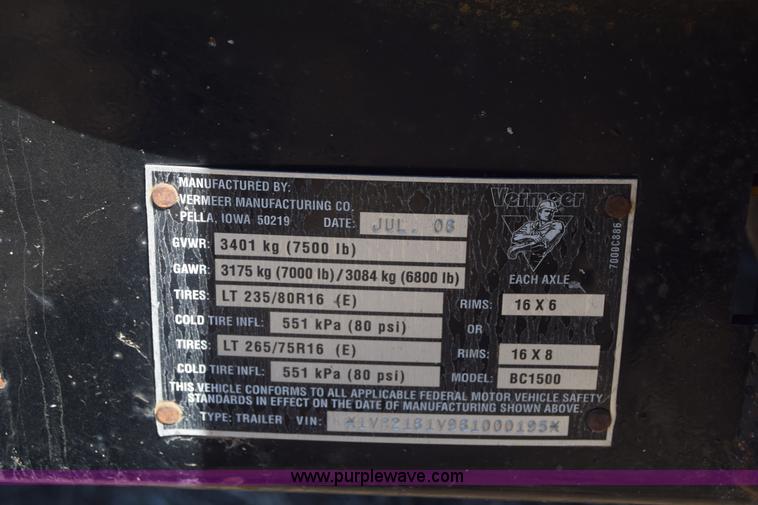 MANUFACTURED BY:
VERMEER MANUFACTURING CO.
PELLA, IOWA 50219 DATE: JUL. 08
Vermeer
GVWR: 3401 kg (7500 lb)
GAWR: 3175 kg (7000 lb)/3084 kg (6800 lb) EACH AXLE
TIRES: LT 235/80R16 (E) RIMS: 16 X 6
COLD TIRE INFL: 551 kPa (80 psi) OR
TIRES: LT 265/75R16 (E) RIMS: 16 X 8
COLD TIRE INFL: 551 kPa (80 psi) MODEL: BC1500
THIS VEHICLE CONFORMS TO ALL APPLICABLE FEDERAL MOTOR VEHICLE SAFETY
STANDARDS IN EFFECT ON THE DATE OF MANUFACTURING SHOWN ABOVE.
TYPE: TRAILER VIN:
7000C886
www.purplewave.com